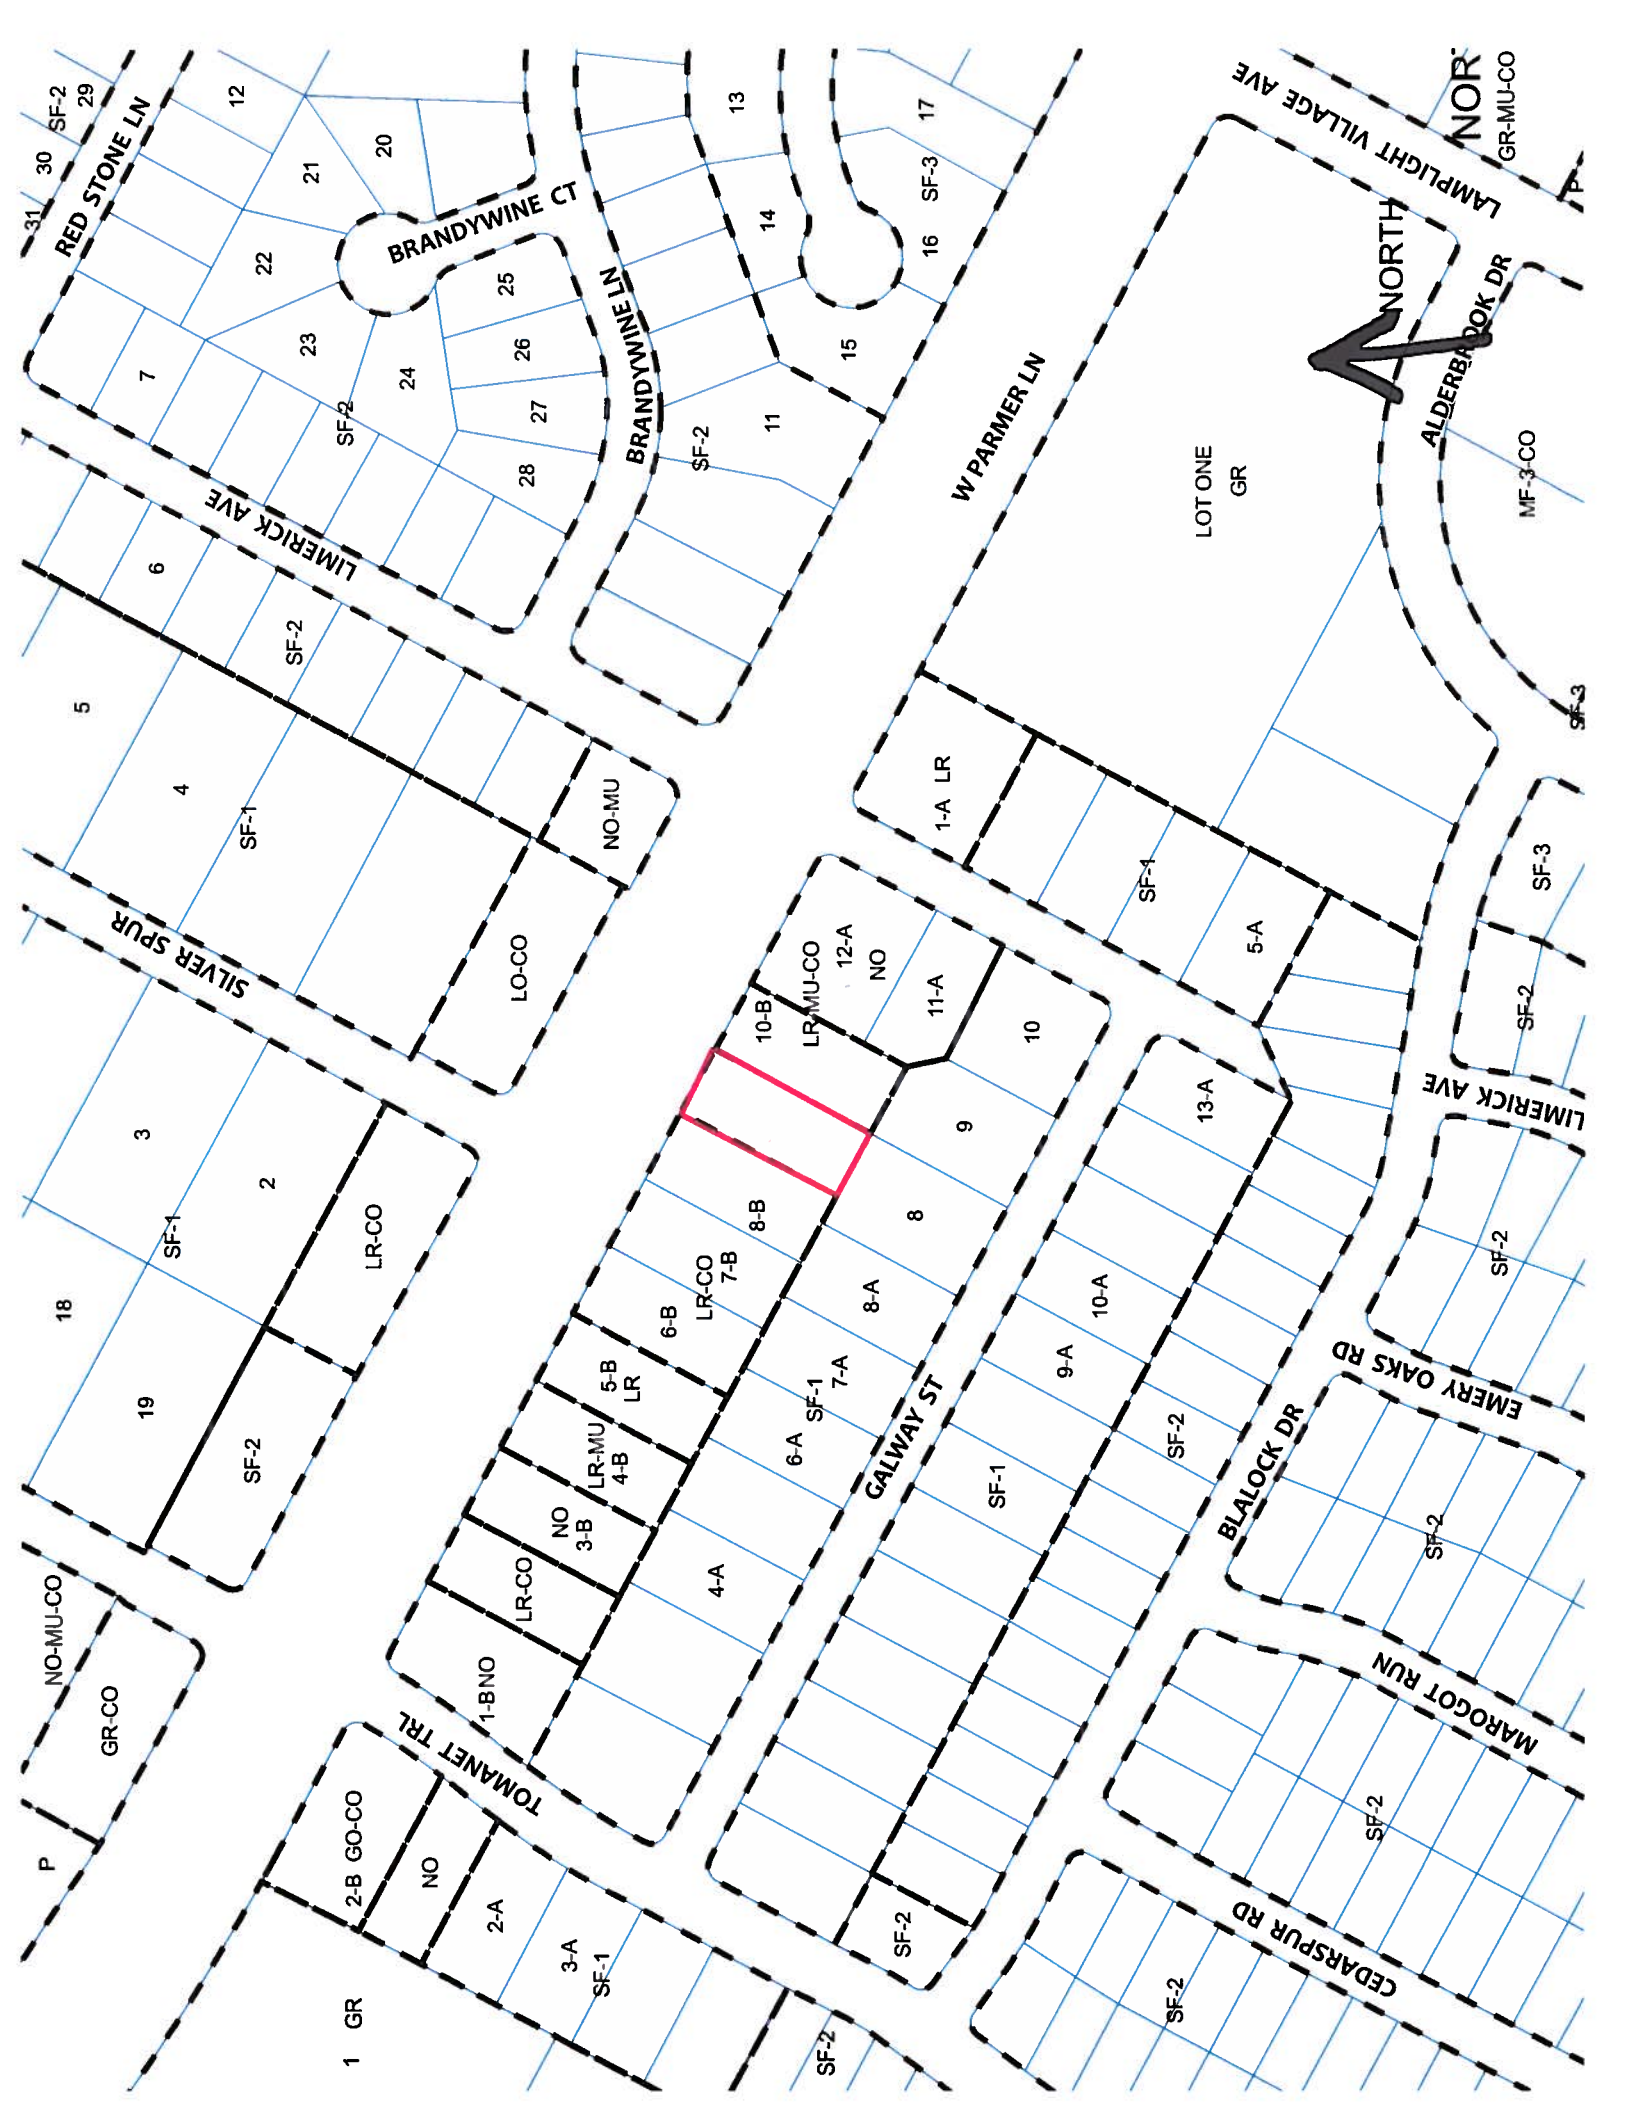 SF-2
29
30
31
RED STONE LN
12
20
21
22
23
SF-2
24
7
BRANDYWINE CT
25
26
27
28
BRANDYWINE LN
13
14
15
16
SF-3
17
SF-2
11
W PARMER LN
LAMPLIGHT VILLAGE AVE
NOR
GR-MU-CO
P
NORTH
ALDERBROOK DR
MF-3-CO
LOT ONE
GR
SF-3
LIMERICK AVE
6
SF-2
5
4
SF-1
NO-MU
LO-CO
SILVER SPUR
1-A LR
SF-1
5-A
SF-3
SF-2
12-A
NO
LR-MU-CO
10-B
11-A
10
9
8
8-B
LR-CO
7-B
6-B
8-A
7-A
SF-1
6-A
5-B
LR
LR-MU
4-B
NO
3-B
LR-CO
4-A
1-B NO
GALWAY ST
3
2
SF-1
18
19
LR-CO
SF-2
NO-MU-CO
GR-CO
P
TOMANET TRL
2-B GO-CO
NO
2-A
3-A
SF-1
1 GR
SF-2
13-A
10-A
9-A
SF-1
SF-2
SF-2
BLALOCK DR
LIMERICK AVE
SF-2
EMERY OAKS RD
SF-2
MAROGOT RUN
SF-2
CEDARSPUR RD
SF-2